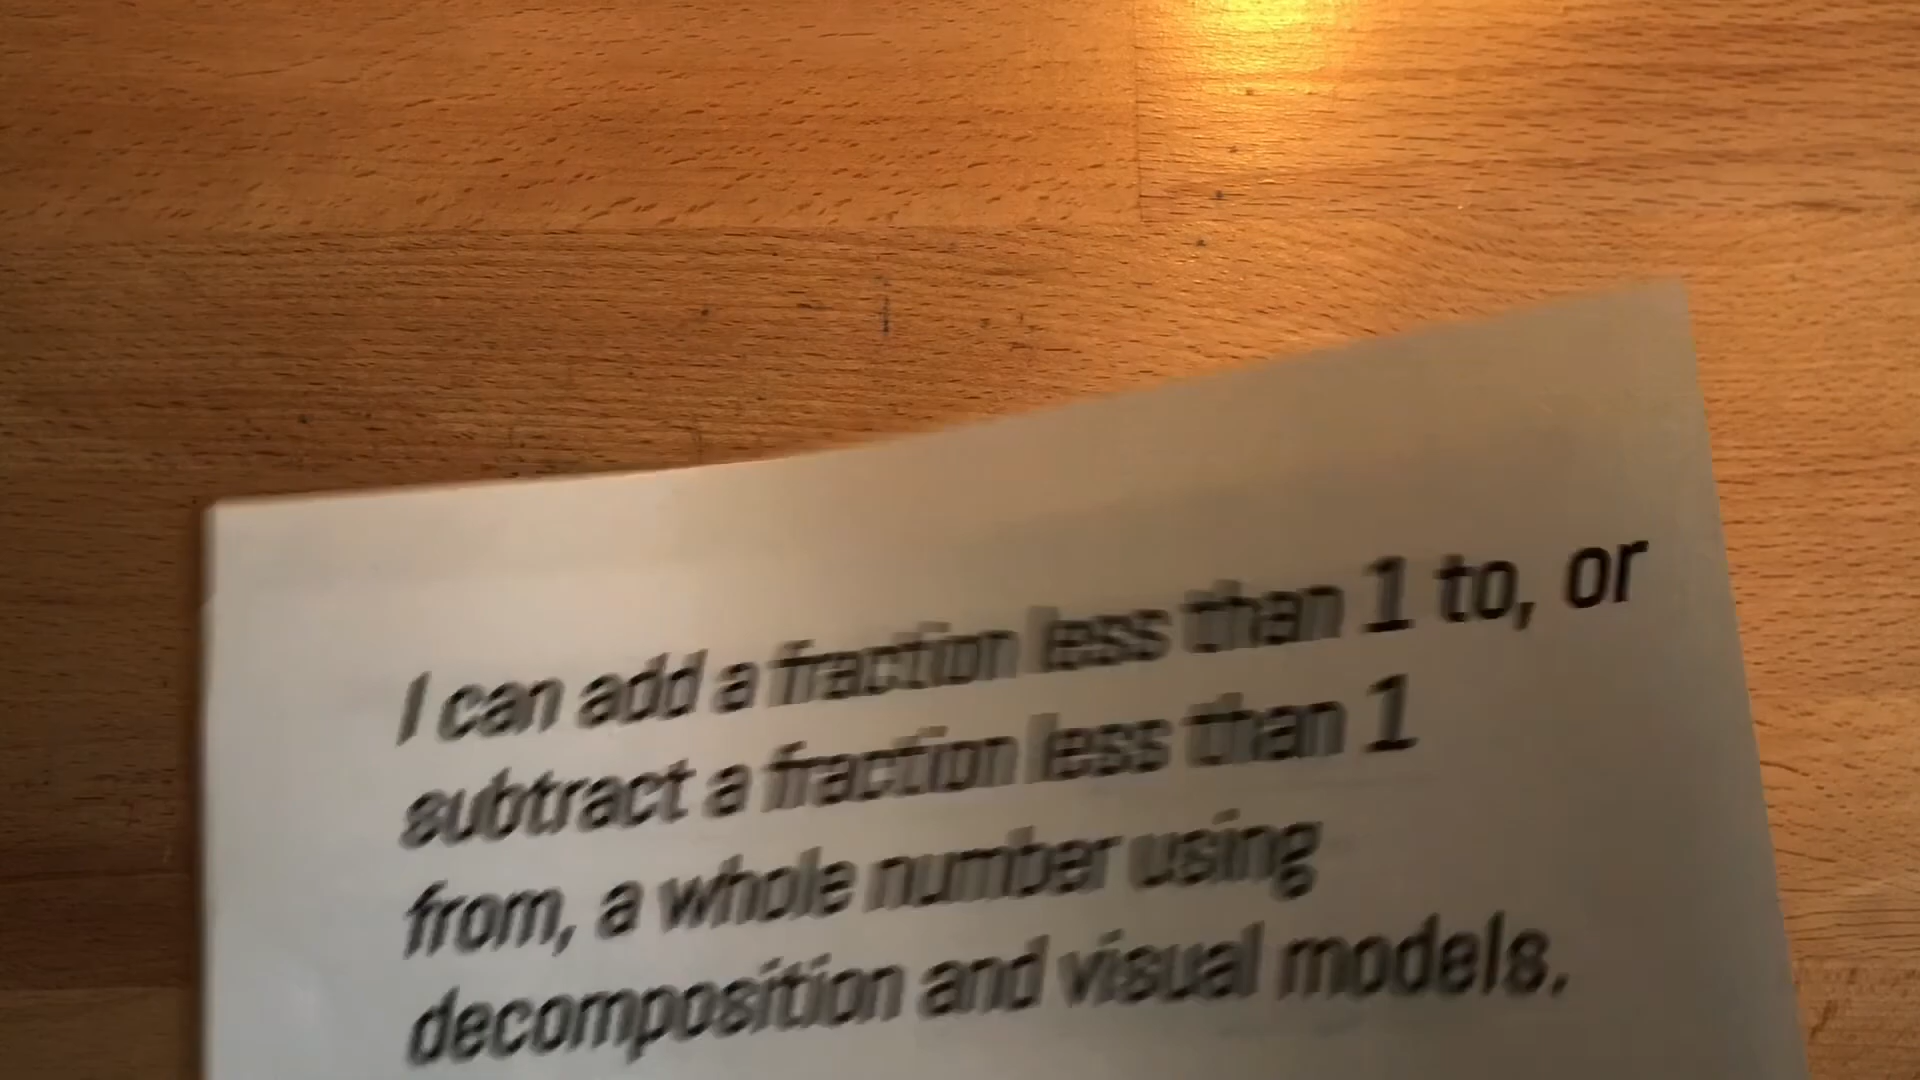 I can add a fraction less than 1 to, or
subtract a fraction less than 1
from, a whole number using
decomposition and visual models.